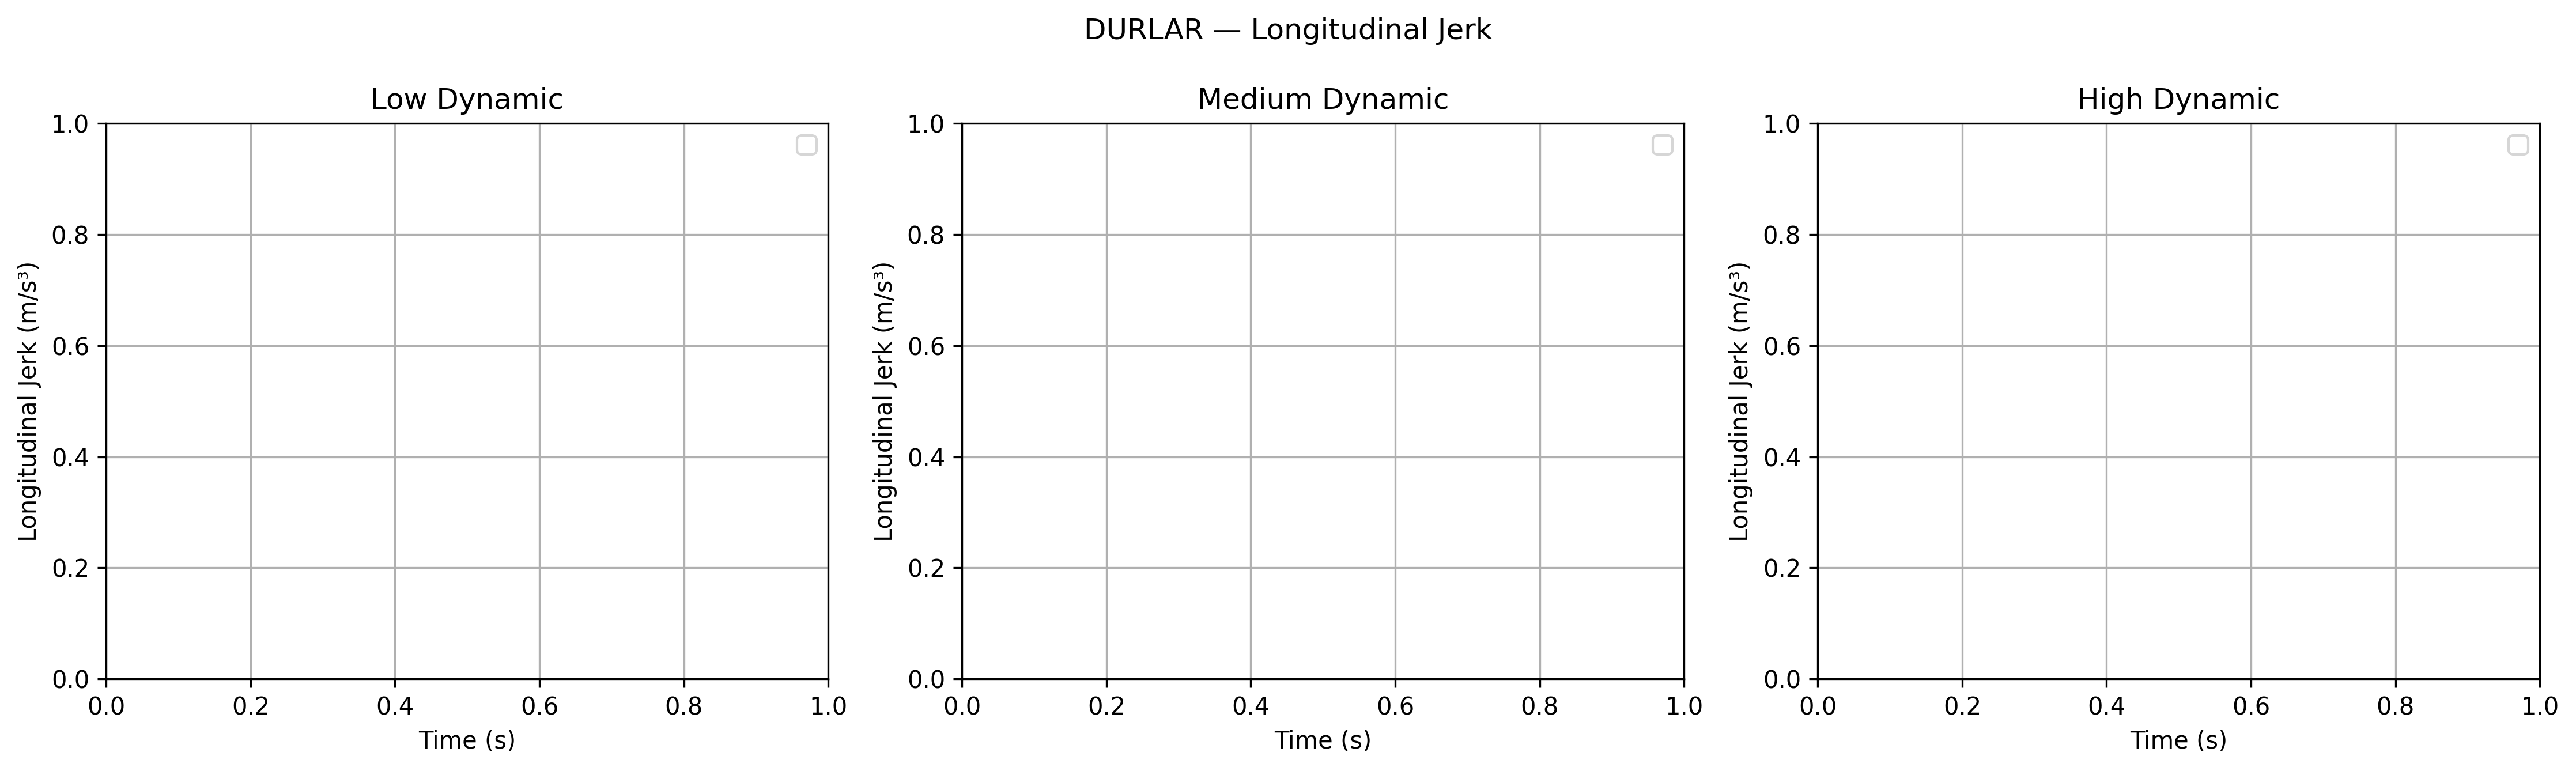 DURLAR — Longitudinal Jerk
Low Dynamic
1.0
0.8
0.6
0.4
0.2
0.0
Longitudinal Jerk (m/s³)
0.0 0.2 0.4 0.6 0.8 1.0
Time (s)
Medium Dynamic
1.0
0.8
0.6
0.4
0.2
0.0
Longitudinal Jerk (m/s³)
0.0 0.2 0.4 0.6 0.8 1.0
Time (s)
High Dynamic
1.0
0.8
0.6
0.4
0.2
0.0
Longitudinal Jerk (m/s³)
0.0 0.2 0.4 0.6 0.8 1.0
Time (s)